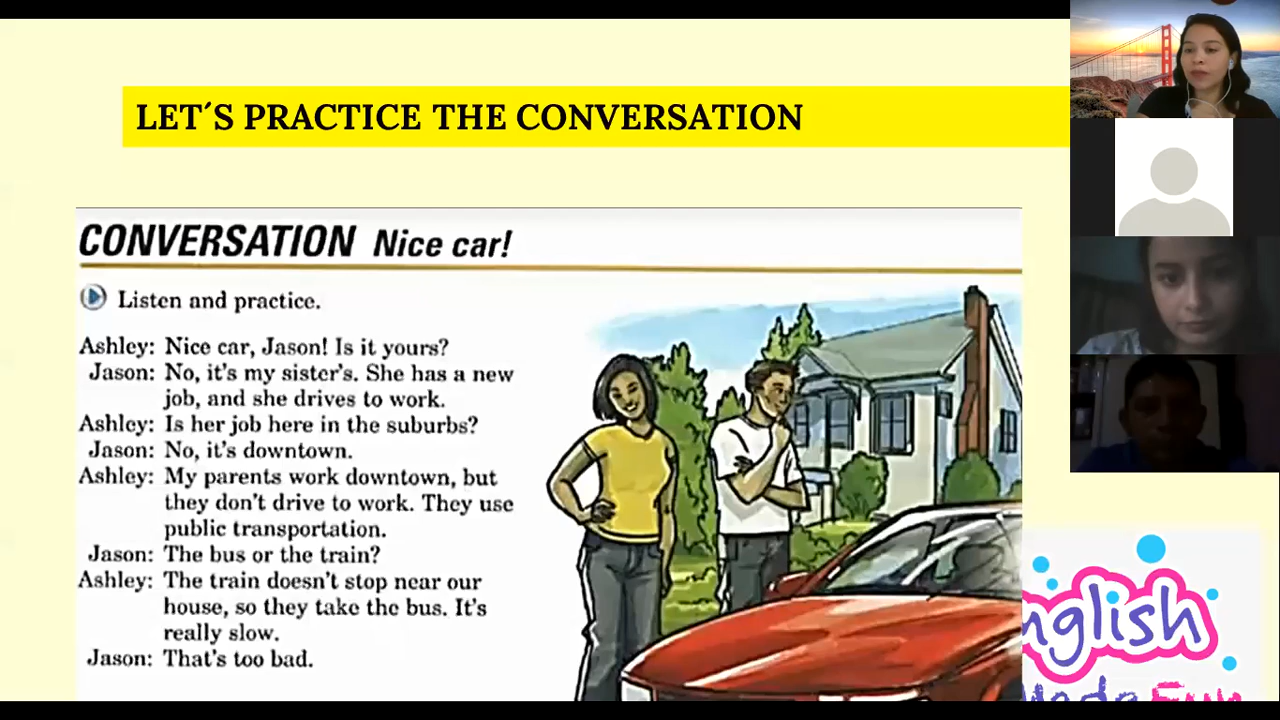 LET´S PRACTICE THE CONVERSATION
CONVERSATION Nice car!
Listen and practice.
Ashley: Nice car, Jason! Is it yours?
Jason: No, it's my sister's. She has a new
job, and she drives to work.
Ashley: Is her job here in the suburbs?
Jason: No, it's downtown.
Ashley: My parents work downtown, but
they don't drive to work. They use
public transportation.
Jason: The bus or the train?
Ashley: The train doesn't stop near our
house, so they take the bus. It's
really slow.
Jason: That's too bad.
nglish
Made Fun